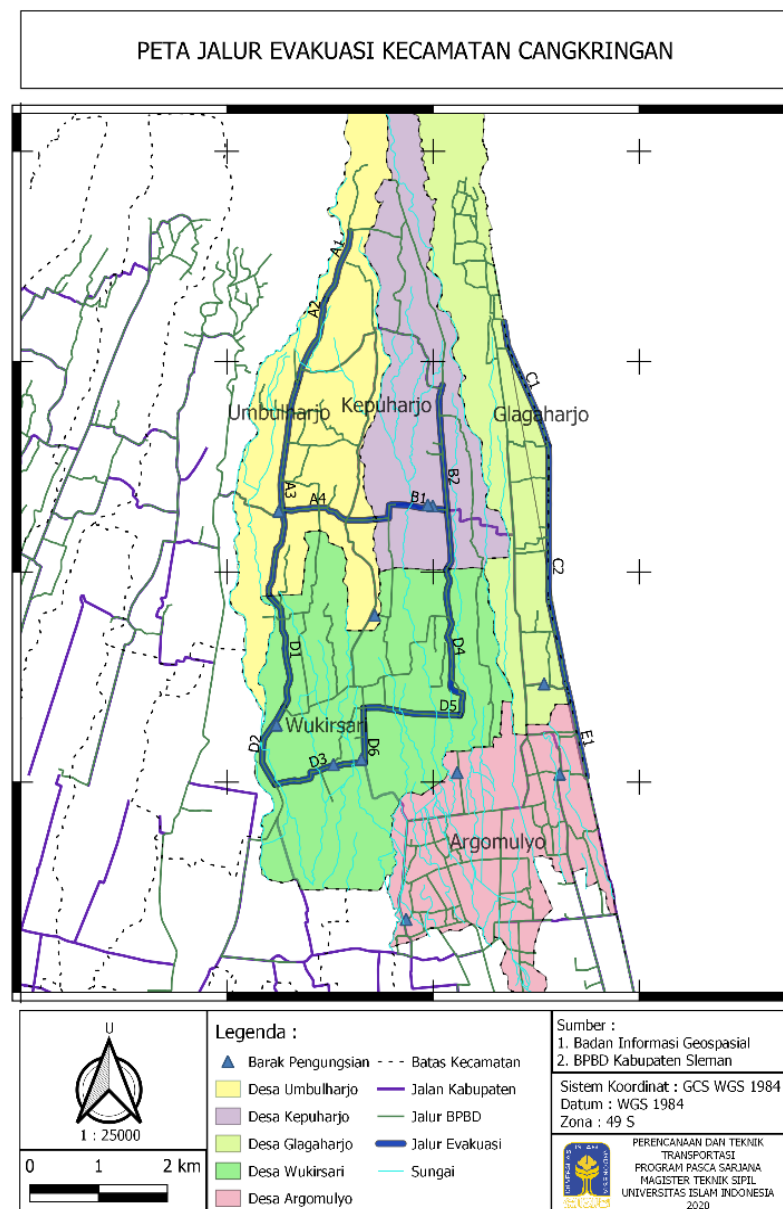 PETA JALUR EVAKUASI KECAMATAN CANGKRINGAN
A1
A2
C1
Umbulharjo
Kepuharjo
Glagaharjo
A3
A4
B1
B2
C2
D1
D4
D5
D2
Wukirsari
D3
D6
E1
Argomulyo
U
1 : 25000
0 1 2 km
Legenda :
Barak Pengungsian
Desa Umbulharjo
Desa Kepuharjo
Desa Glagaharjo
Desa Wukirsari
Desa Argomulyo
Batas Kecamatan
Jalan Kabupaten
Jalur BPBD
Jalur Evakuasi
Sungai
Sumber :
1. Badan Informasi Geospasial
2. BPBD Kabupaten Sleman
Sistem Koordinat : GCS WGS 1984
Datum : WGS 1984
Zona : 49 S
PERENCANAAN DAN TEKNIK
TRANSPORTASI
PROGRAM PASCA SARJANA
MAGISTER TEKNIK SIPIL
UNIVERSITAS ISLAM INDONESIA
2020